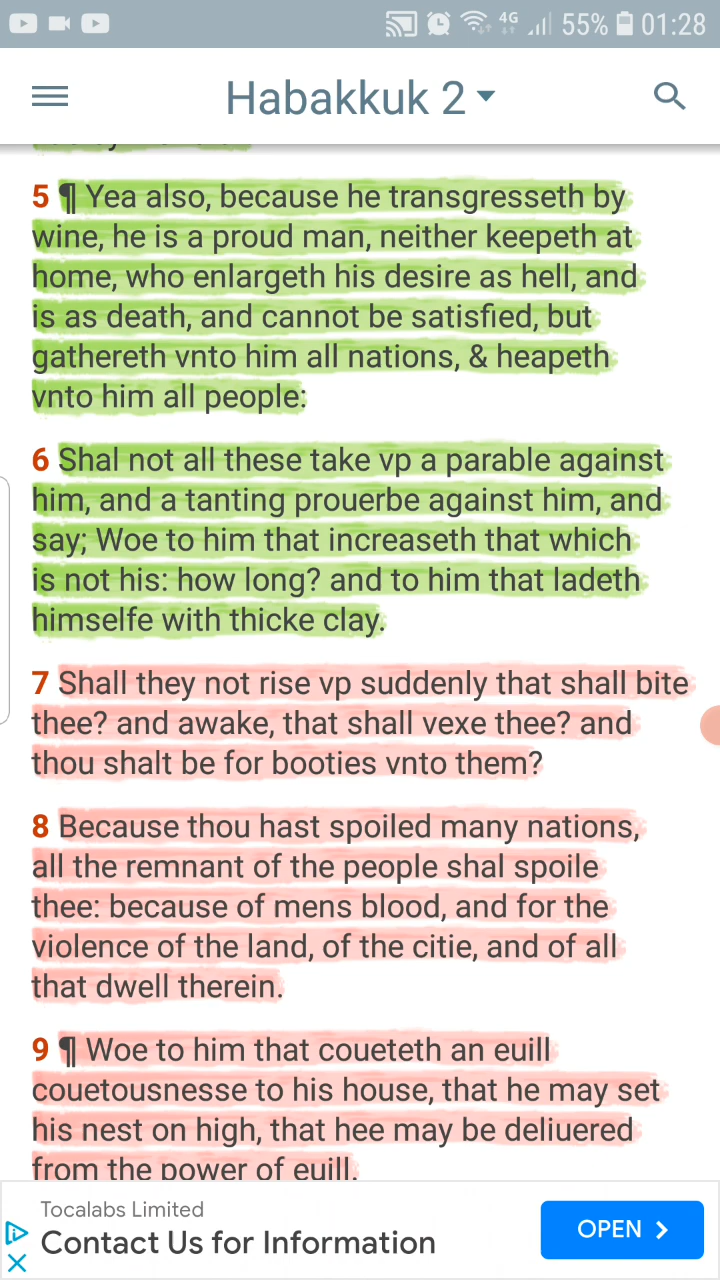 4G 55% 01:28
Habakkuk 2
5 ¶ Yea also, because he transgresseth by
wine, he is a proud man, neither keepeth at
home, who enlargeth his desire as hell, and
is as death, and cannot be satisfied, but
gathereth vnto him all nations, & heapeth
vnto him all people:
6 Shal not all these take vp a parable against
him, and a tanting prouerbe against him, and
say; Woe to him that increaseth that which
is not his: how long? and to him that ladeth
himselfe with thicke clay.
7 Shall they not rise vp suddenly that shall bite
thee? and awake, that shall vexe thee? and
thou shalt be for booties vnto them?
8 Because thou hast spoiled many nations,
all the remnant of the people shal spoile
thee: because of mens blood, and for the
violence of the land, of the citie, and of all
that dwell therein.
9 ¶ Woe to him that coueteth an euill
couetousnesse to his house, that he may set
his nest on high, that hee may be deliuered
from the power of euill.
Tocalabs Limited
Contact Us for Information
OPEN